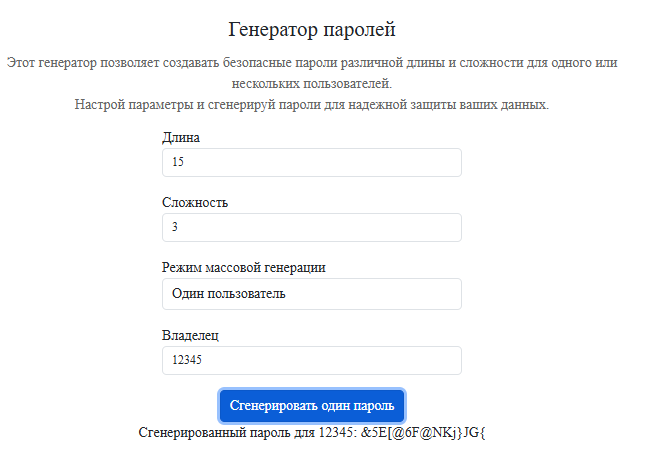 Генератор паролей
Этот генератор позволяет создавать безопасные пароли различной длины и сложности для одного или
нескольких пользователей.
Настрой параметры и сгенерируй пароли для надежной защиты ваших данных.
Длина
15
Сложность
3
Режим массовой генерации
Один пользователь
Владелец
12345
Сгенерировать один пароль
Сгенерированный пароль для 12345: &5E[@6F@NKj}JG{